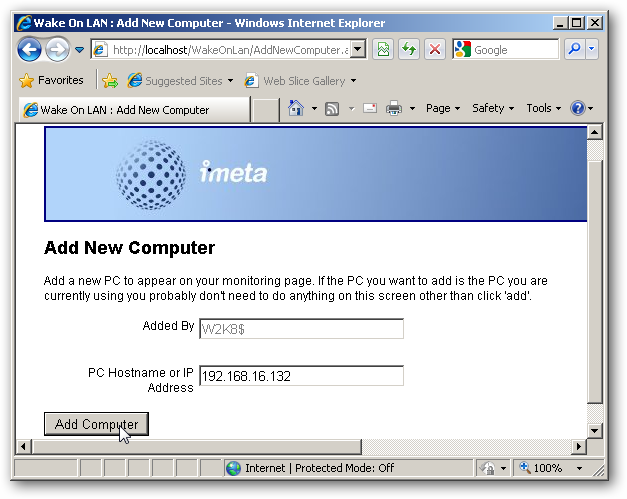 Wake On LAN : Add New Computer - Windows Internet Explorer
http://localhost/WakeOnLan/AddNewComputer.a
Google
Favorites
Suggested Sites
Web Slice Gallery
Wake On LAN : Add New Computer
Page
Safety
Tools
imeta
Add New Computer
Add a new PC to appear on your monitoring page. If the PC you want to add is the PC you are
currently using you probably don't need to do anything on this screen other than click 'add'.
Added By
W2K8$
PC Hostname or IP
Address
192.168.16.132
Add Computer
Internet | Protected Mode: Off
100%